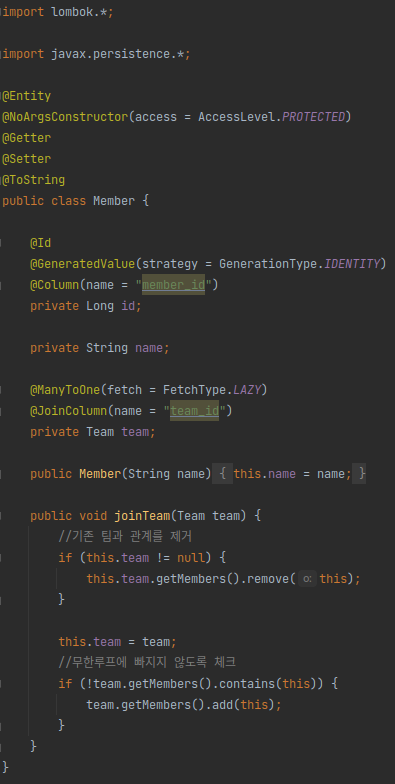 import lombok.*;
import javax.persistence.*;
@Entity
@NoArgsConstructor(access = AccessLevel.PROTECTED)
@Getter
@Setter
@ToString
public class Member {
@Id
@GeneratedValue(strategy = GenerationType.IDENTITY)
@Column(name = "member_id")
private Long id;
private String name;
@ManyToOne(fetch = FetchType.LAZY)
@JoinColumn(name = "team_id")
private Team team;
public Member(String name) { this.name = name; }
public void joinTeam(Team team) {
//기존 팀과 관계를 제거
if (this.team != null) {
this.team.getMembers().remove( o: this);
}
this.team = team;
//무한루프에 빠지지 않도록 체크
if (!team.getMembers().contains(this)) {
team.getMembers().add(this);
}
}
}